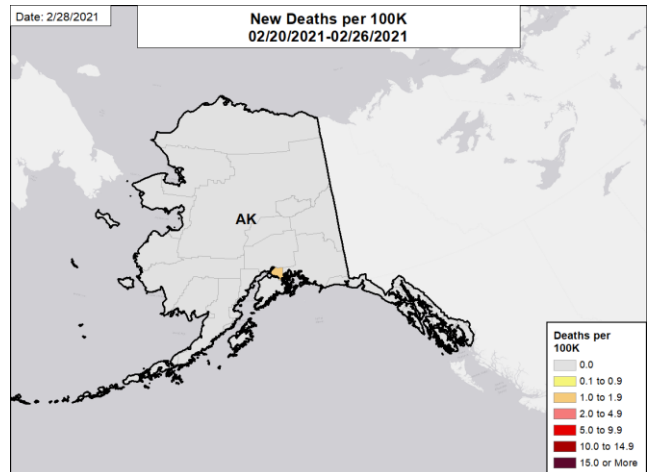 Date: 2/28/2021
New Deaths per 100K
02/20/2021-02/26/2021
AK
Deaths per
100K
0.0
0.1 to 0.9
1.0 to 1.9
2.0 to 4.9
5.0 to 9.9
10.0 to 14.9
15.0 or More